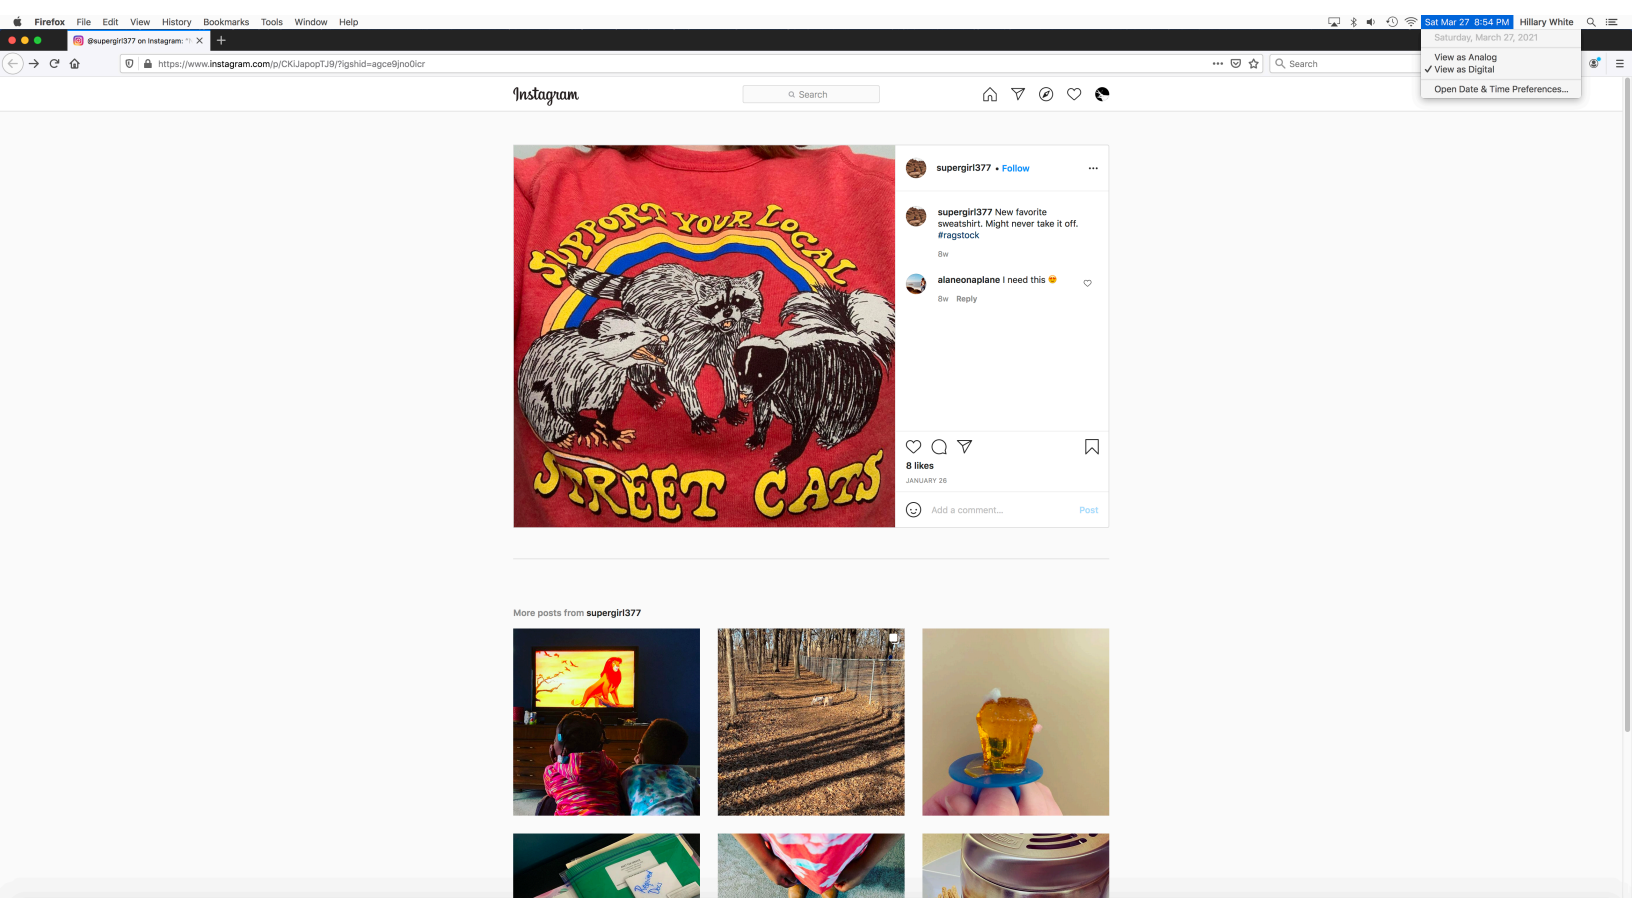 Firefox File Edit View History Bookmarks Tools Window Help
Sat Mar 27 8:54 PM Hillary White
Saturday, March 27, 2021
View as Analog
✓ View as Digital
Open Date & Time Preferences...
@supergirl377 on Instagram: "N
https://www.instagram.com/p/CKiJapopTJ9/?igshid=agce9jno0icr
Search
Instagram
Search
SUPPORT YOUR LOCAL
STREET CATS
supergirl377 • Follow
supergirl377 New favorite
sweatshirt. Might never take it off.
#ragstock
8w
alaneonaplane I need this 😍
8w Reply
8 likes
JANUARY 26
Add a comment... Post
More posts from supergirl377